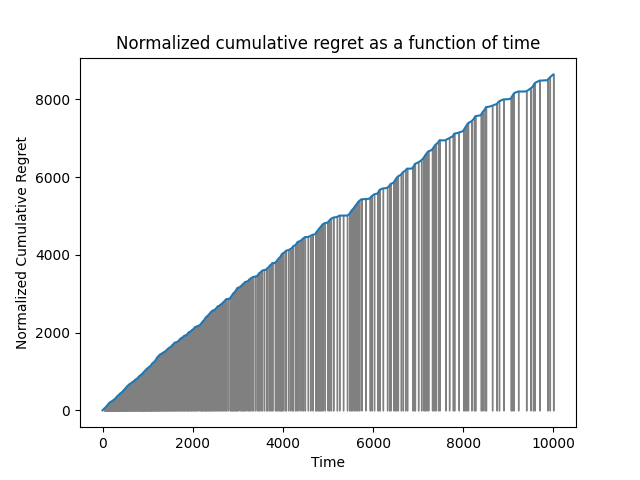 Normalized cumulative regret as a function of time
Normalized Cumulative Regret
8000
6000
4000
2000
0
0 2000 4000 6000 8000 10000
Time